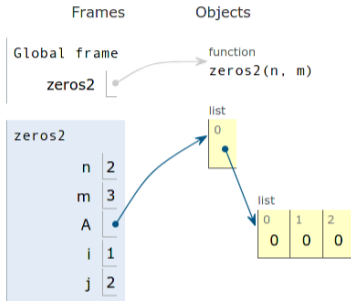 Frames
Objects
Global frame
zeros2
function
zeros2(n, m)
list
0
zeros2
n 2
m 3
A
i 1
j 2
list
0 1 2
0 0 0